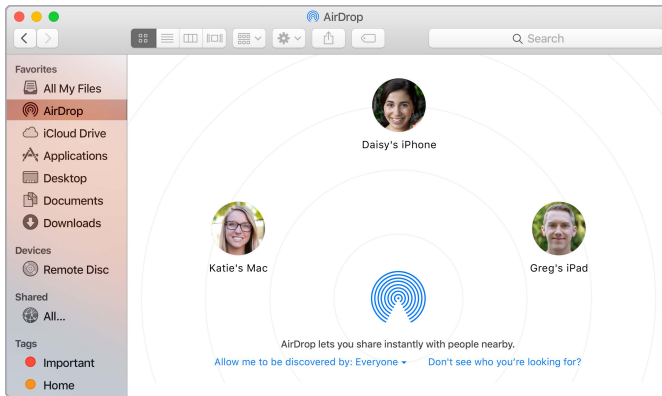 AirDrop
Search
Favorites
All My Files
AirDrop
iCloud Drive
Applications
Desktop
Documents
Downloads
Devices
Remote Disc
Shared
All...
Tags
Important
Home
Daisy's iPhone
Katie's Mac
Greg's iPad
AirDrop lets you share instantly with people nearby.
Allow me to be discovered by: Everyone
Don't see who you're looking for?